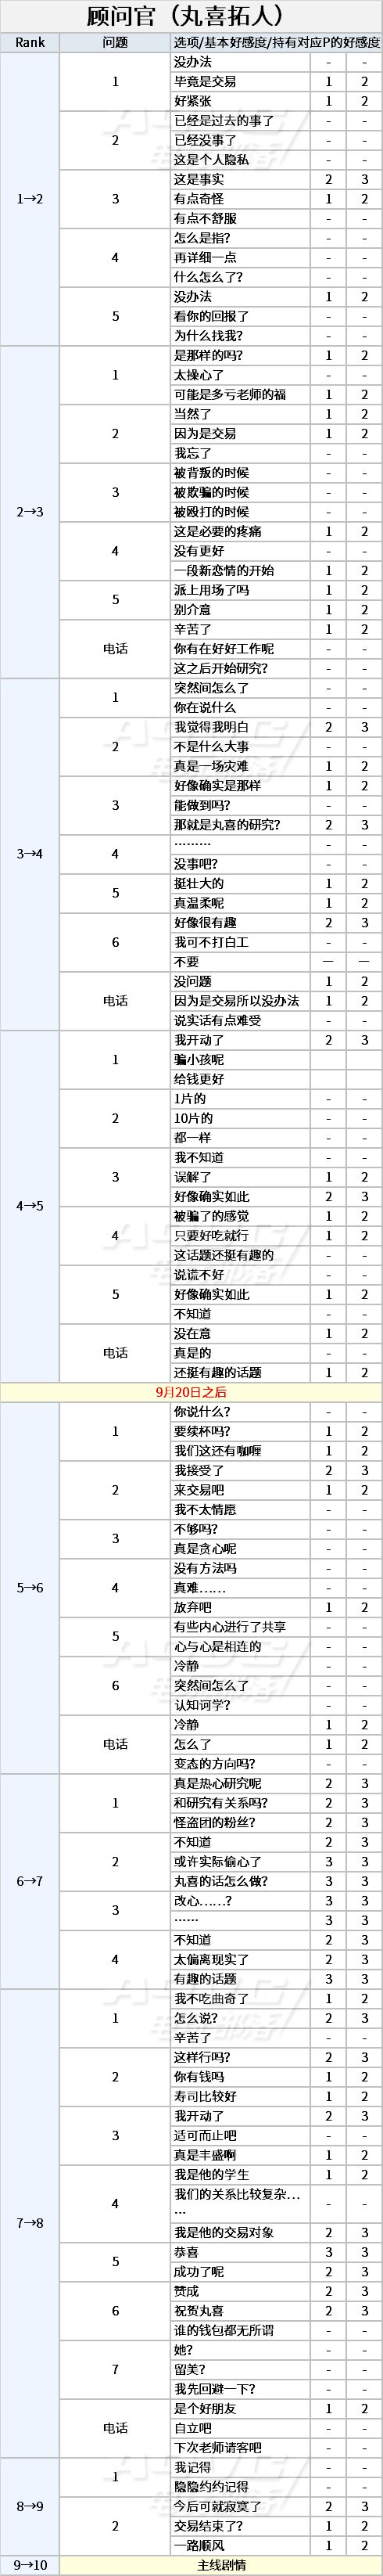 顾问官（丸喜拓人）
Rank 问题 选项/基本好感度/持有对应P的好感度
1→2
1
没办法 - -
毕竟是交易 1 2
好紧张 1 2
2
已经是过去的事了 - -
已经没事了 - -
这是个人隐私 - -
3
这是事实 2 3
有点奇怪 1 2
有点不舒服 - -
4
怎么是指? - -
再详细一点 - -
什么怎么了? - -
5
没办法 1 2
看你的回报了 - -
为什么找我? - -
2→3
1
是那样的吗? 1 2
太操心了 - -
可能是多亏老师的福 1 2
2
当然了 1 2
因为是交易 1 2
我忘了 - -
3
被背叛的时候 - -
被欺骗的时候 - -
被殴打的时候 - -
4
这是必要的疼痛 1 2
没有更好 - -
一段新恋情的开始 1 2
5
派上用场了吗 1 2
别介意 1 2
电话
辛苦了 1 2
你有在好好工作呢 - -
这之后开始研究? - -
3→4
1
突然间怎么了 - -
你在说什么 - -
2
我觉得我明白 2 3
不是什么大事 - -
真是一场灾难 1 2
3
好像确实是那样 1 2
能做到吗? - -
那就是丸喜的研究? 2 3
4
……… - -
没事吧? - -
5
挺壮大的 1 2
真温柔呢 1 2
6
好像很有趣 2 3
我可不打白工 - -
不要 — —
电话
没问题 1 2
因为是交易所以没办法 1 2
说实话有点难受 - -
4→5
1
我开动了 2 3
骗小孩呢
给钱更好
2
1片的 - -
10片的 - -
都一样 - -
3
我不知道 - -
误解了 1 2
好像确实如此 2 3
4
被骗了的感觉 1 2
只要好吃就行 1 2
这话题还挺有趣的 - -
5
说谎不好 - -
好像确实如此 1 2
不知道 - -
电话
没在意 1 2
真是的 - -
还挺有趣的话题 1 2
9月20日之后
5→6
1
你说什么? - -
要续杯吗? 1 2
我们这还有咖喱 1 2
2
我接受了 2 3
来交易吧 1 2
我不太情愿 - -
3
不够吗? - -
真是贪心呢 - -
4
没有方法吗 - -
真难…… - -
放弃吧 1 2
5
有些内心进行了共享 - -
心与心是相连的 - -
6
冷静 - -
突然间怎么了 - -
认知诃学? - -
电话
冷静 1 2
怎么了 1 2
变态的方向吗? - -
6→7
1
真是热心研究呢 2 3
和研究有关系吗? 2 3
怪盗团的粉丝? 2 3
2
不知道 2 3
或许实际偷心了 3 3
丸喜的话怎么做? 3 3
3
改心……? 3 3
…… 3 3
4
不知道 2 3
太偏离现实了 2 3
有趣的话题 3 3
7→8
1
我不吃曲奇了 1 2
怎么说? 2 3
辛苦了 - -
2
这样行吗? 2 3
你有钱吗 1 2
寿司比较好 1 2
3
我开动了 2 3
适可而止吧 - -
真是丰盛啊 1 2
4
我是他的学生 1 2
我们的关系比较复杂…
… - -
我是他的交易对象 2 3
5
恭喜 3 3
成功了呢 2 3
6
赞成 2 3
祝贺丸喜 2 3
谁的钱包都无所谓 - -
7
她? - -
留美? - -
我先回避一下? - -
电话
是个好朋友 1 2
自立吧 - -
下次老师请客吧 - -
8→9
1
我记得 - -
隐隐约约记得 - -
2
今后可就寂寞了 2 3
交易结束了? 1 2
一路顺风 1 2
9→10 主线剧情